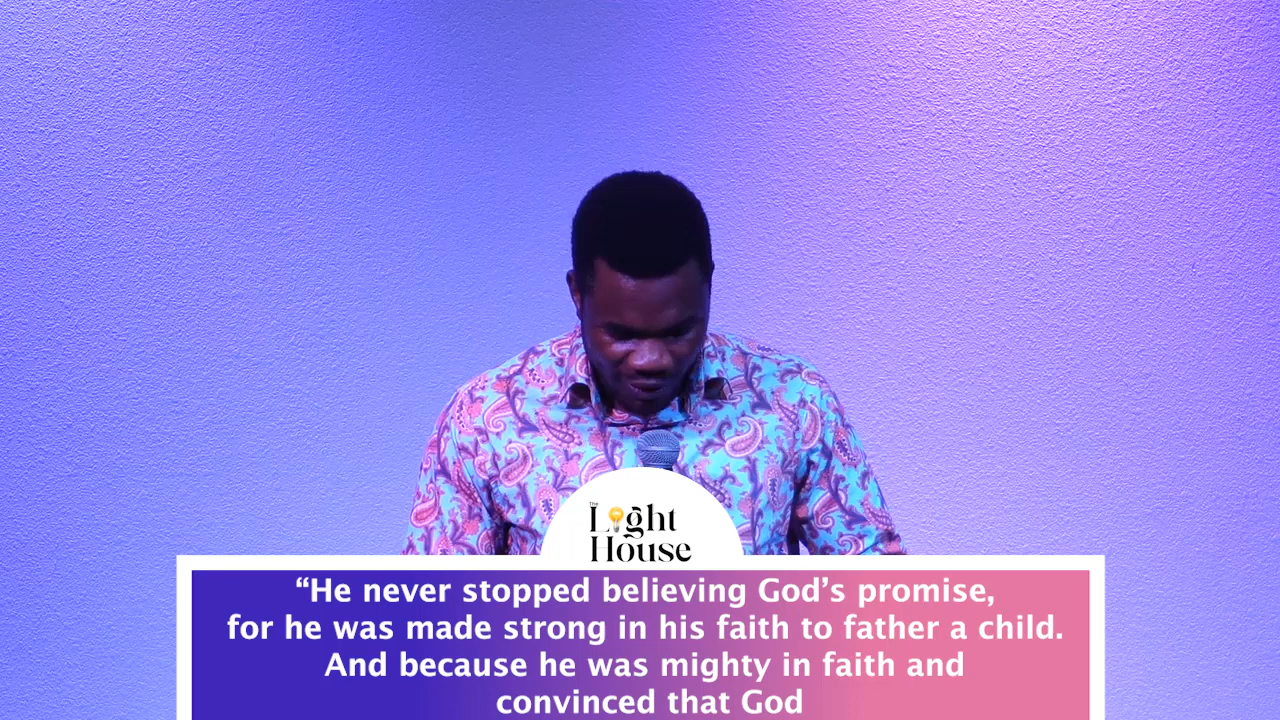 The
Light
House
“He never stopped believing God’s promise,
for he was made strong in his faith to father a child.
And because he was mighty in faith and
convinced that God